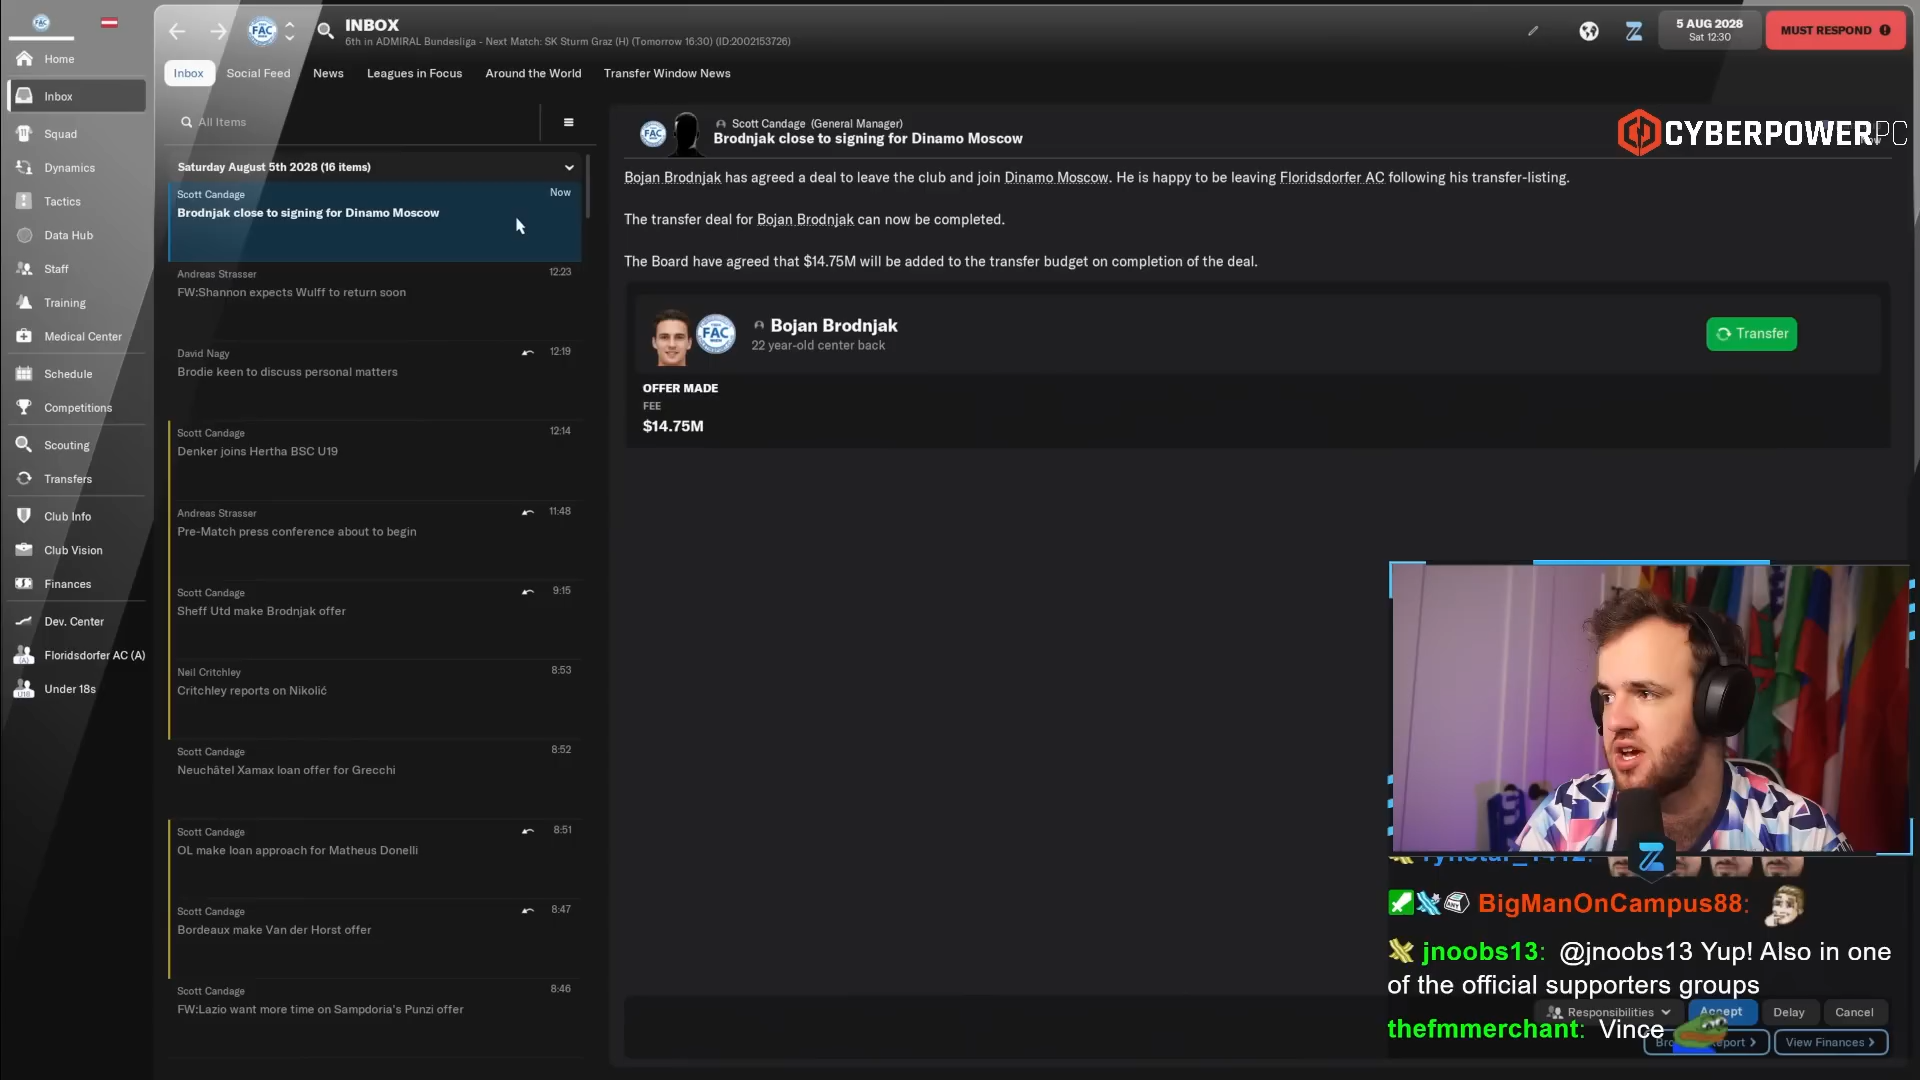 FAC
INBOX
6th in ADMIRAL Bundesliga - Next Match: SK Sturm Graz (H) (Tomorrow 16:30) (ID:2002153726)
5 AUG 2028
Sat 12:30
MUST RESPOND
Home
Inbox
Squad
Dynamics
Tactics
Data Hub
Staff
Training
Medical Center
Schedule
Competitions
Scouting
Transfers
Club Info
Club Vision
Finances
Dev. Center
Floridsdorfer AC (A)
Under 18s
Inbox
Social Feed
News
Leagues in Focus
Around the World
Transfer Window News
All Items
Saturday August 5th 2028 (16 items)
Scott Candage
Now
Brodnjak close to signing for Dinamo Moscow
Andreas Strasser
12:23
FW:Shannon expects Wulff to return soon
David Nagy
12:19
Brodie keen to discuss personal matters
Scott Candage
12:14
Denker joins Hertha BSC U19
Andreas Strasser
11:48
Pre-Match press conference about to begin
Scott Candage
9:15
Sheff Utd make Brodnjak offer
Neil Critchley
8:53
Critchley reports on Nikolić
Scott Candage
8:52
Neuchâtel Xamax loan offer for Grecchi
Scott Candage
8:51
OL make loan approach for Matheus Donelli
Scott Candage
8:47
Bordeaux make Van der Horst offer
Scott Candage
8:46
FW:Lazio want more time on Sampdoria's Punzi offer
FAC
Scott Candage (General Manager)
Brodnjak close to signing for Dinamo Moscow
CYBERPOWERPC
Bojan Brodnjak has agreed a deal to leave the club and join Dinamo Moscow. He is happy to be leaving Floridsdorfer AC following his transfer-listing.
The transfer deal for Bojan Brodnjak can now be completed.
The Board have agreed that $14.75M will be added to the transfer budget on completion of the deal.
FAC
Bojan Brodnjak
22 year-old center back
Transfer
OFFER MADE
FEE
$14.75M
BigManOnCampus88:
jnoobs13: @jnoobs13 Yup! Also in one
of the official supporters groups
thefmmerchant: Vince
Responsibilities
Accept
Delay
Cancel
View Finances